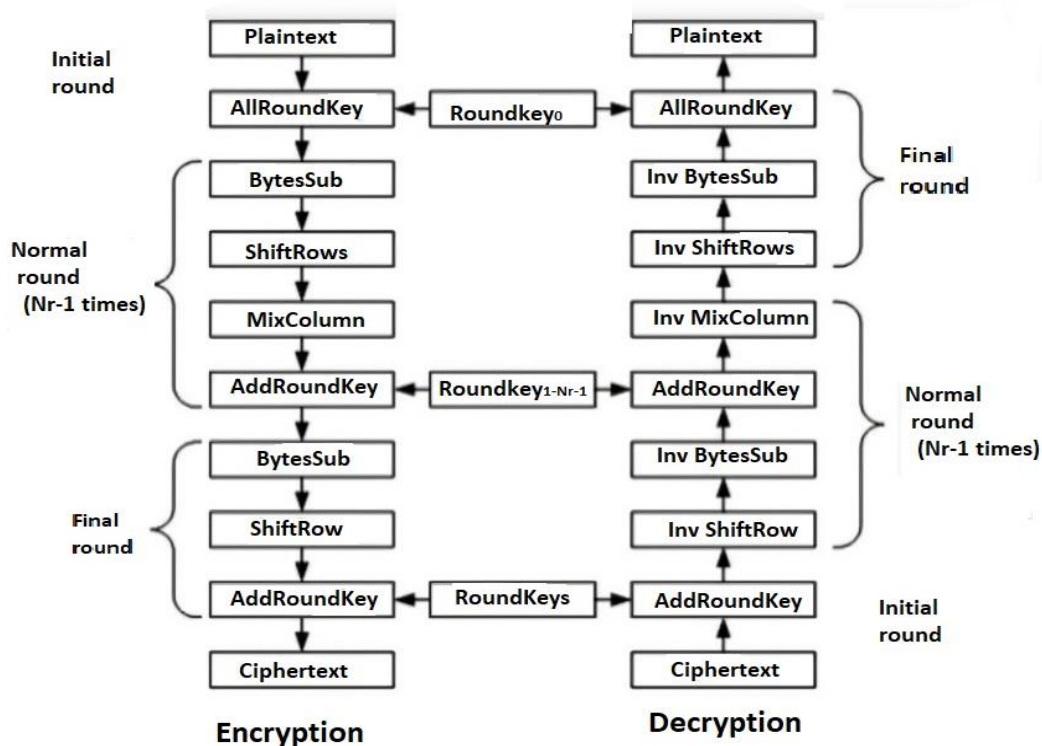 Initial
round
Plaintext
AllRoundKey
Normal
round
(Nr-1 times)
BytesSub
ShiftRows
MixColumn
AddRoundKey
Final
round
BytesSub
ShiftRow
AddRoundKey
Ciphertext
Encryption
Roundkey0
Roundkey1-Nr-1
RoundKeys
Plaintext
AllRoundKey
Inv BytesSub
Inv ShiftRows
Final
round
Inv MixColumn
AddRoundKey
Inv BytesSub
Inv ShiftRow
Normal
round
(Nr-1 times)
AddRoundKey
Initial
round
Ciphertext
Decryption